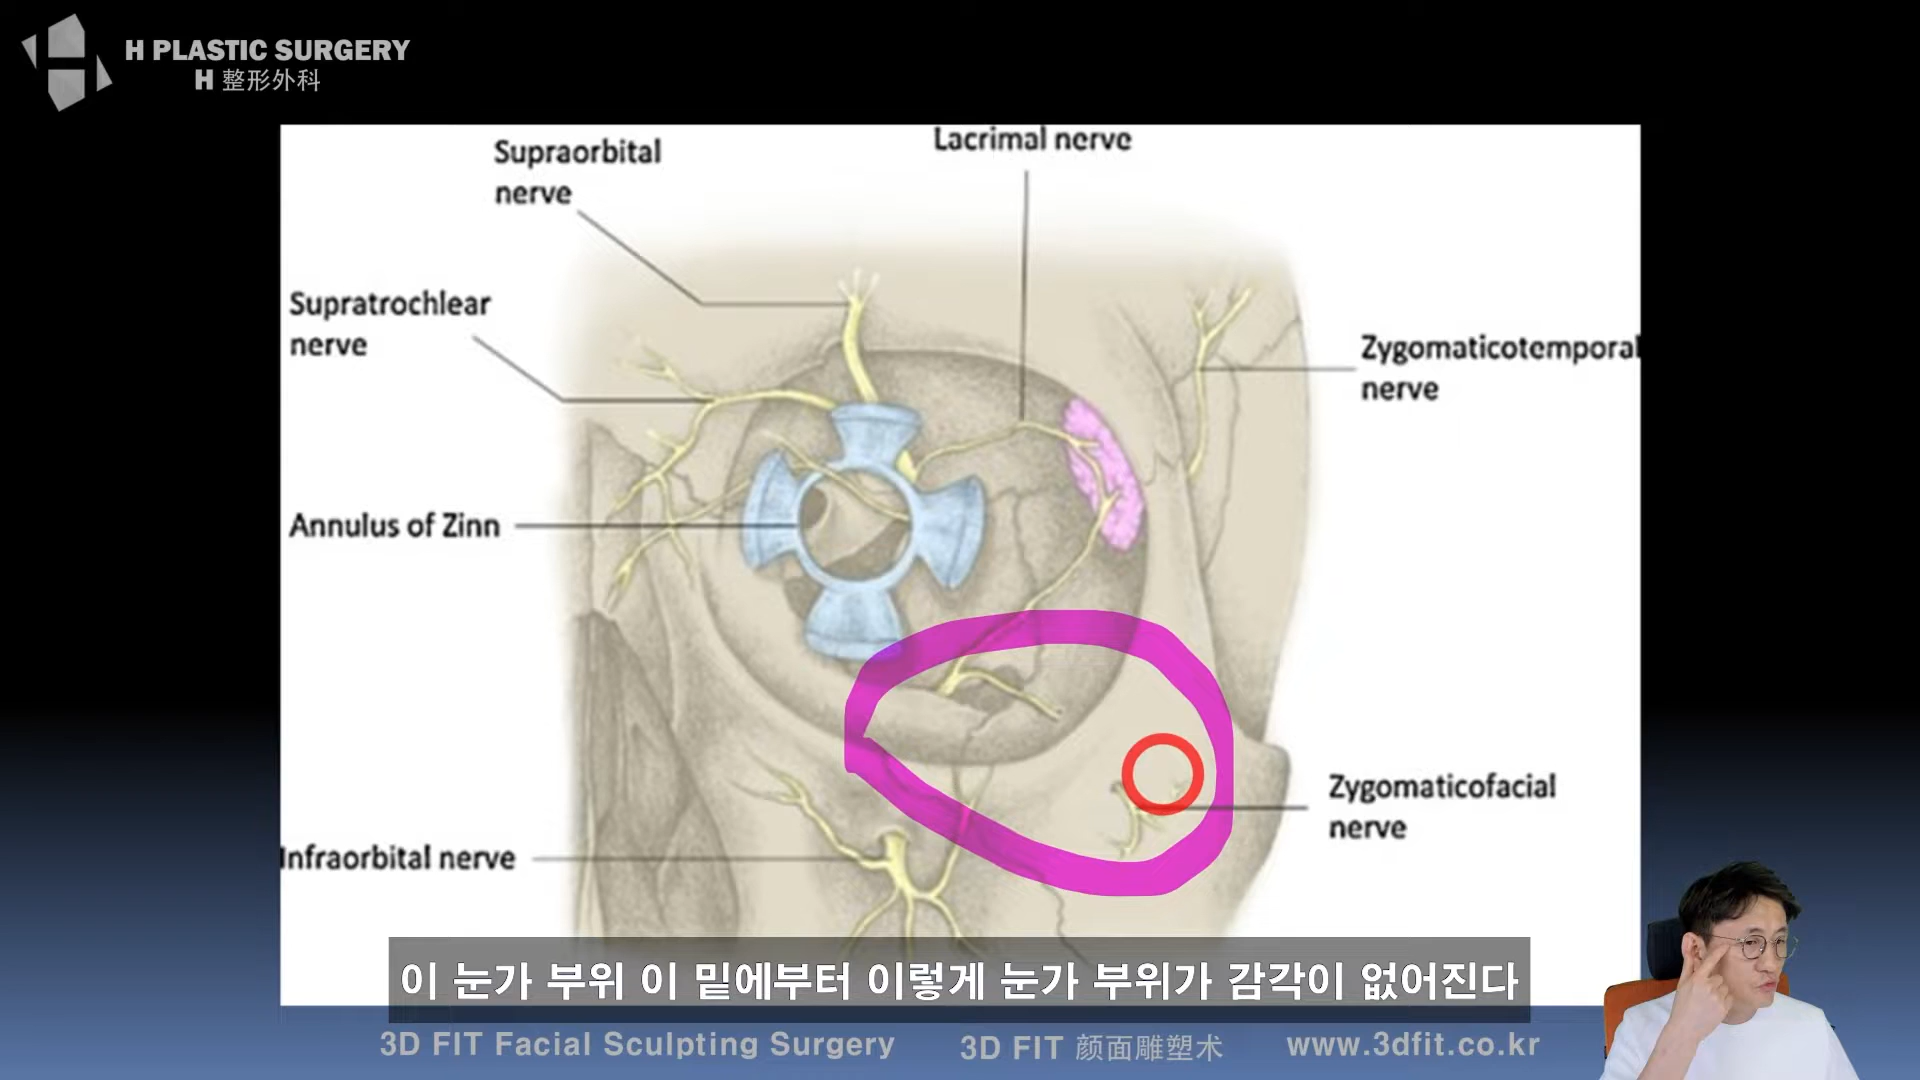 H PLASTIC SURGERY
H 整形外科
Supraorbital
nerve
Lacrimal nerve
Supratrochlear
nerve
Zygomaticotemporal
nerve
Annulus of Zinn
Zygomaticofacial
nerve
Infraorbital nerve
이 눈가 부위 이 밑에부터 이렇게 눈가 부위가 감각이 없어진다
3D FIT Facial Sculpting Surgery 3D FIT 颜面雕塑术 www.3dfit.co.kr